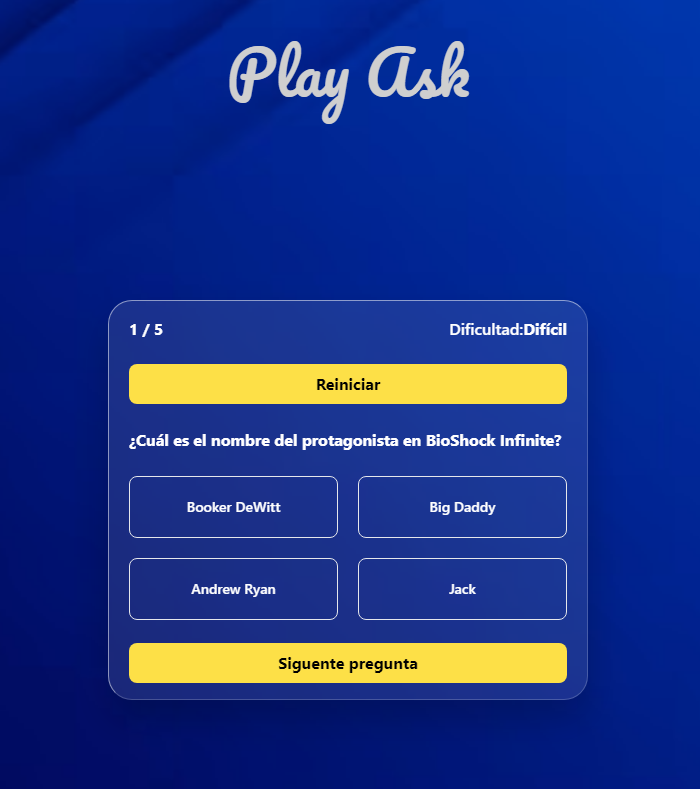 Play Ask
1 / 5
Dificultad:Difícil
Reiniciar
¿Cuál es el nombre del protagonista en BioShock Infinite?
Booker DeWitt
Big Daddy
Andrew Ryan
Jack
Siguente pregunta